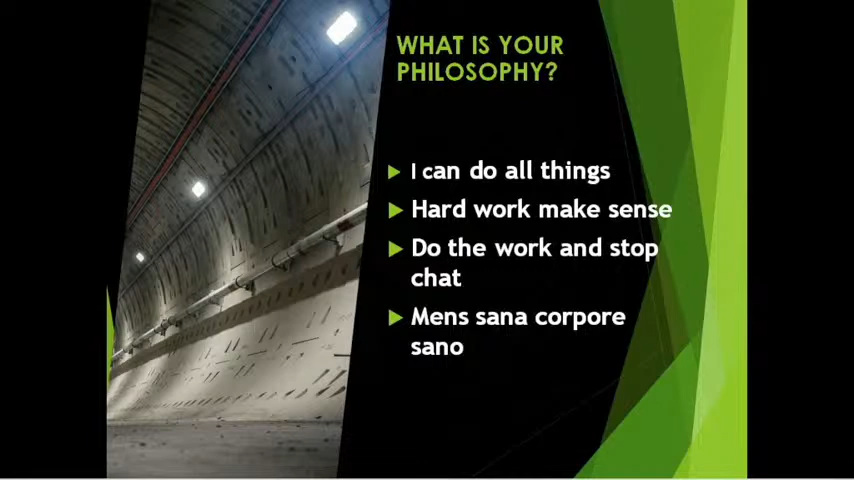 WHAT IS YOUR
PHILOSOPHY?
I can do all things
Hard work make sense
Do the work and stop
chat
Mens sana corpore
sano